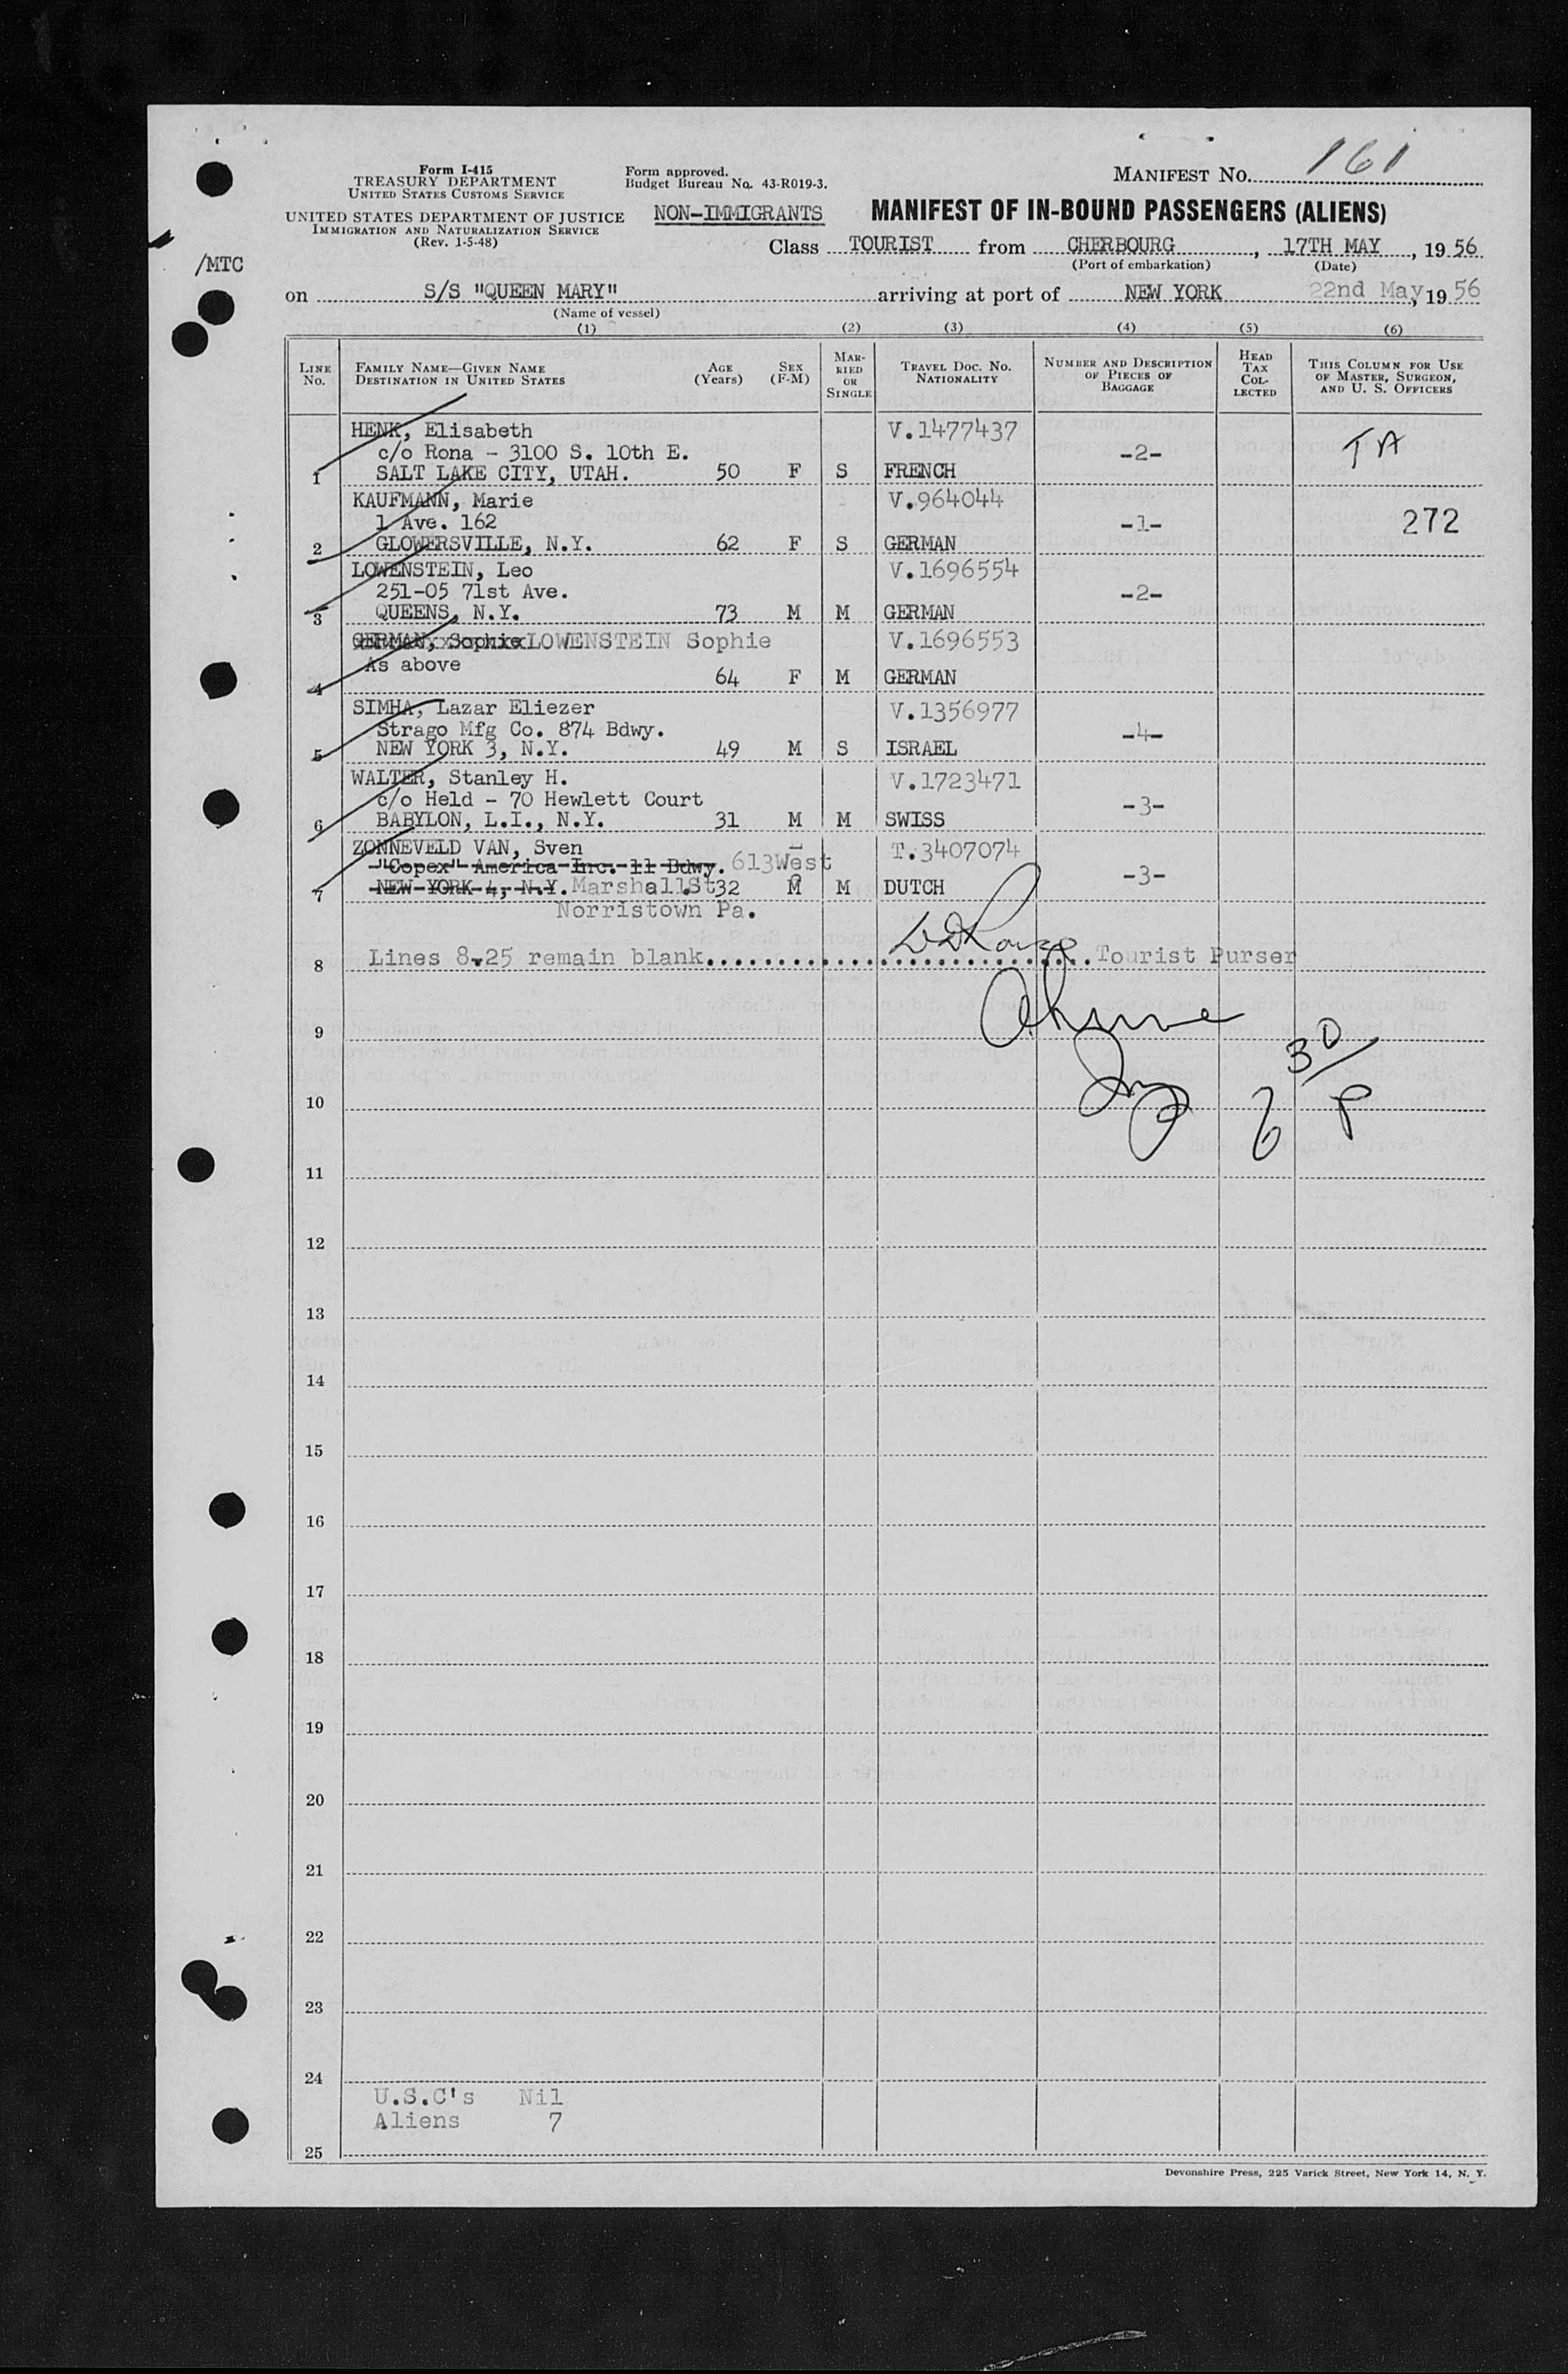 Form I-415
TREASURY DEPARTMENT
UNITED STATES CUSTOMS SERVICE
UNITED STATES DEPARTMENT OF JUSTICE
IMMIGRATION AND NATURALIZATION SERVICE
(Rev. 1-5-48)
/MTC
Form approved.
Budget Bureau No. 43-R019-3.
NON-IMMIGRANTS
MANIFEST NO. 161
MANIFEST OF IN-BOUND PASSENGERS (ALIENS)
Class TOURIST from CHERBOURG, 17TH MAY, 1956
(Port of embarkation) (Date)
on S/S "QUEEN MARY" arriving at port of NEW YORK 22nd May, 1956
(Name of vessel)
(1) (2) (3) (4) (5) (6)
LINE NO. FAMILY NAME—GIVEN NAME DESTINATION IN UNITED STATES AGE (Years) SEX (F-M) MARRIED OR SINGLE TRAVEL DOC. NO. NATIONALITY NUMBER AND DESCRIPTION OF PIECES OF BAGGAGE HEAD TAX COLLECTED THIS COLUMN FOR USE OF MASTER, SURGEON, AND U. S. OFFICERS
HENK, Elisabeth V.1477437
c/o Rona - 3100 S. 10th E. -2- TA
1 SALT LAKE CITY, UTAH. 50 F S FRENCH
KAUFMANN, Marie V.964044
1 Ave. 162 -1- 272
2 GLOWERSVILLE, N.Y. 62 F S GERMAN
LOWENSTEIN, Leo V.1696554
251-05 71st Ave. -2-
3 QUEENS, N.Y. 73 M M GERMAN
GERMAN, Sophie LOWENSTEIN Sophie V.1696553
As above
4 64 F M GERMAN
SIMHA, Lazar Eliezer V.1356977
Strago Mfg Co. 874 Bdwy. -4-
5 NEW YORK 3, N.Y. 49 M S ISRAEL
WALTER, Stanley H. V.1723471
c/o Held - 70 Hewlett Court -3-
6 BABYLON, L.I., N.Y. 31 M M SWISS
ZONNEVELD VAN, Sven T.3407074
"Copex" America Inc. 11 Bdwy. 613West
7 NEW YORK 4, N.Y. Marshall St 32 M M DUTCH -3-
Norristown Pa.
8 Lines 8-25 remain blank. Tourist Purser
9
10
6 30/P
11
12
13
14
15
16
17
18
19
20
21
22
23
24
U.S.C's Nil
Aliens 7
25
Devonshire Press, 225 Varick Street, New York 14, N. Y.